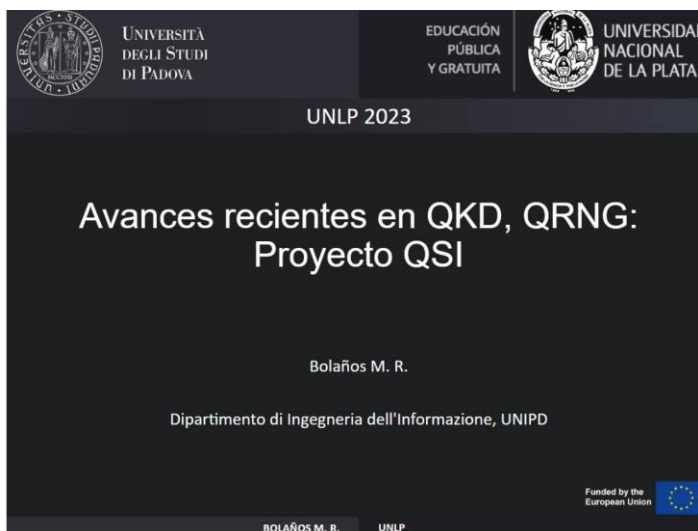 UNIVERSITÀ
DEGLI STUDI
DI PADOVA
EDUCACIÓN
PÚBLICA
Y GRATUITA
UNIVERSIDAD
NACIONAL
DE LA PLATA
UNLP 2023
Avances recientes en QKD, QRNG:
Proyecto QSI
Bolaños M. R.
Dipartimento di Ingegneria dell'Informazione, UNIPD
Funded by the
European Union
BOLAÑOS M. R. UNLP